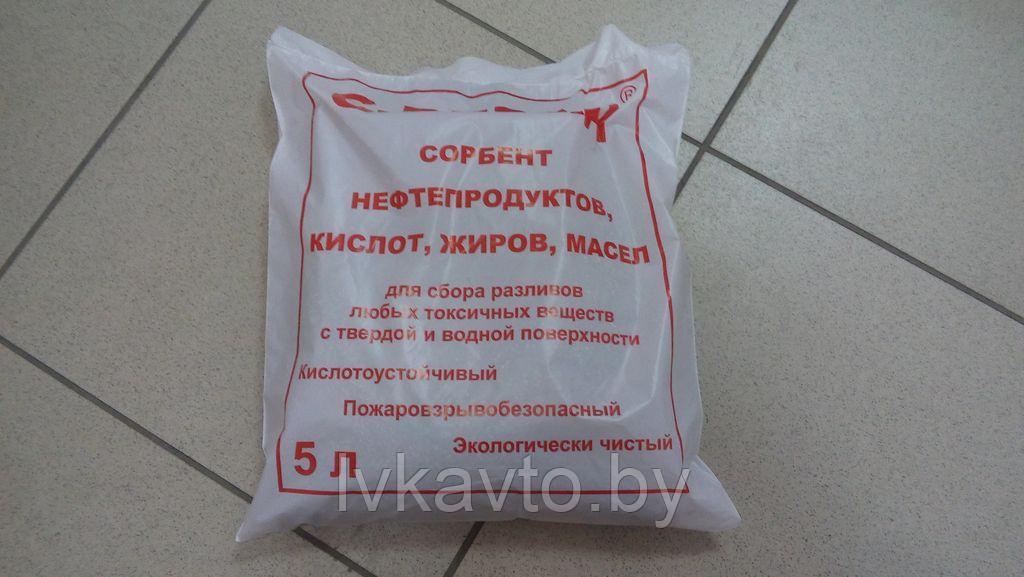 СОРБЕНТ
НЕФТЕПРОДУКТОВ,
КИСЛОТ, ЖИРОВ, МАСЕЛ
для сбора разливов
любы х токсичных веществ
с твердой и водной поверхности
Кислотоустойчивый
Пожаровзрывобезопасный
Экологически чистый
5 л
lvkavto.by